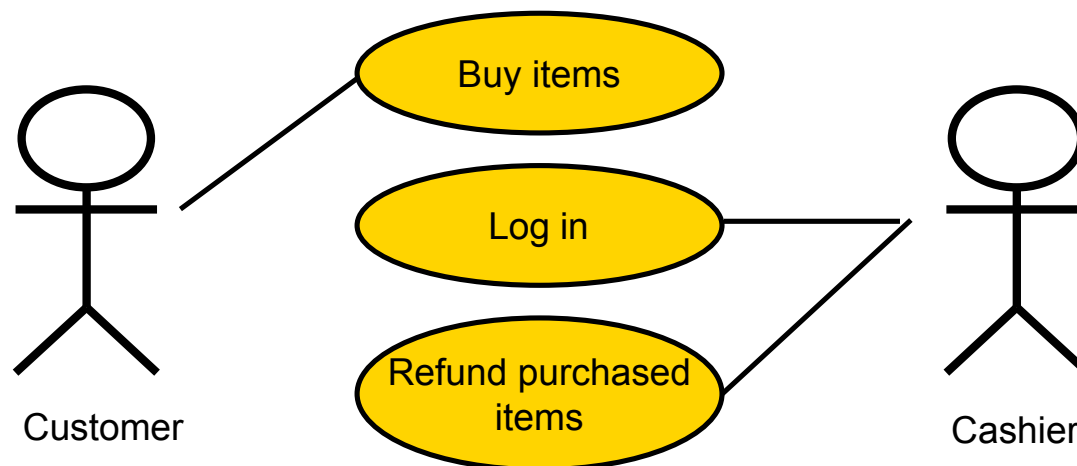 Buy items
Log in
Refund purchased
items
Customer
Cashier